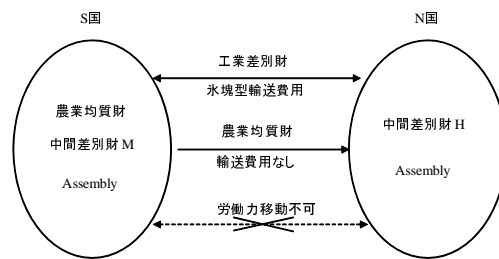 S国
N国
工業差別財
氷塊型輸送費用
農業均質財
中間差別財 M
Assembly
農業均質財
輸送費用なし
中間差別財 H
Assembly
労働力移動不可